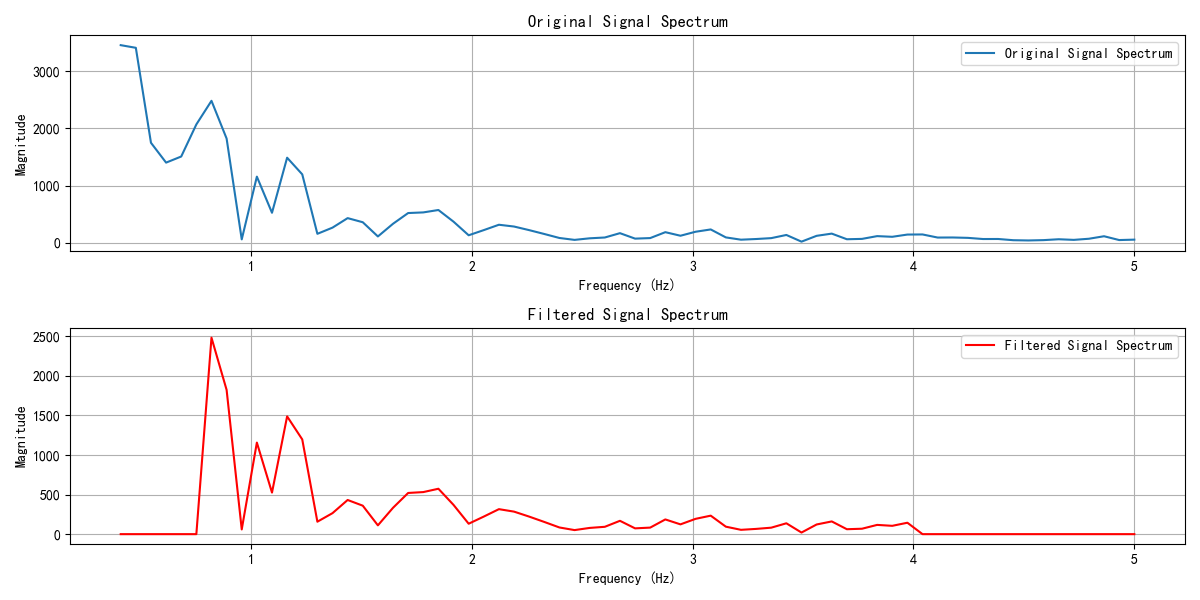 Original Signal Spectrum
Original Signal Spectrum
Magnitude
3000
2000
1000
0
1 2 3 4 5
Frequency (Hz)
Filtered Signal Spectrum
Filtered Signal Spectrum
Magnitude
2500
2000
1500
1000
500
0
1 2 3 4 5
Frequency (Hz)